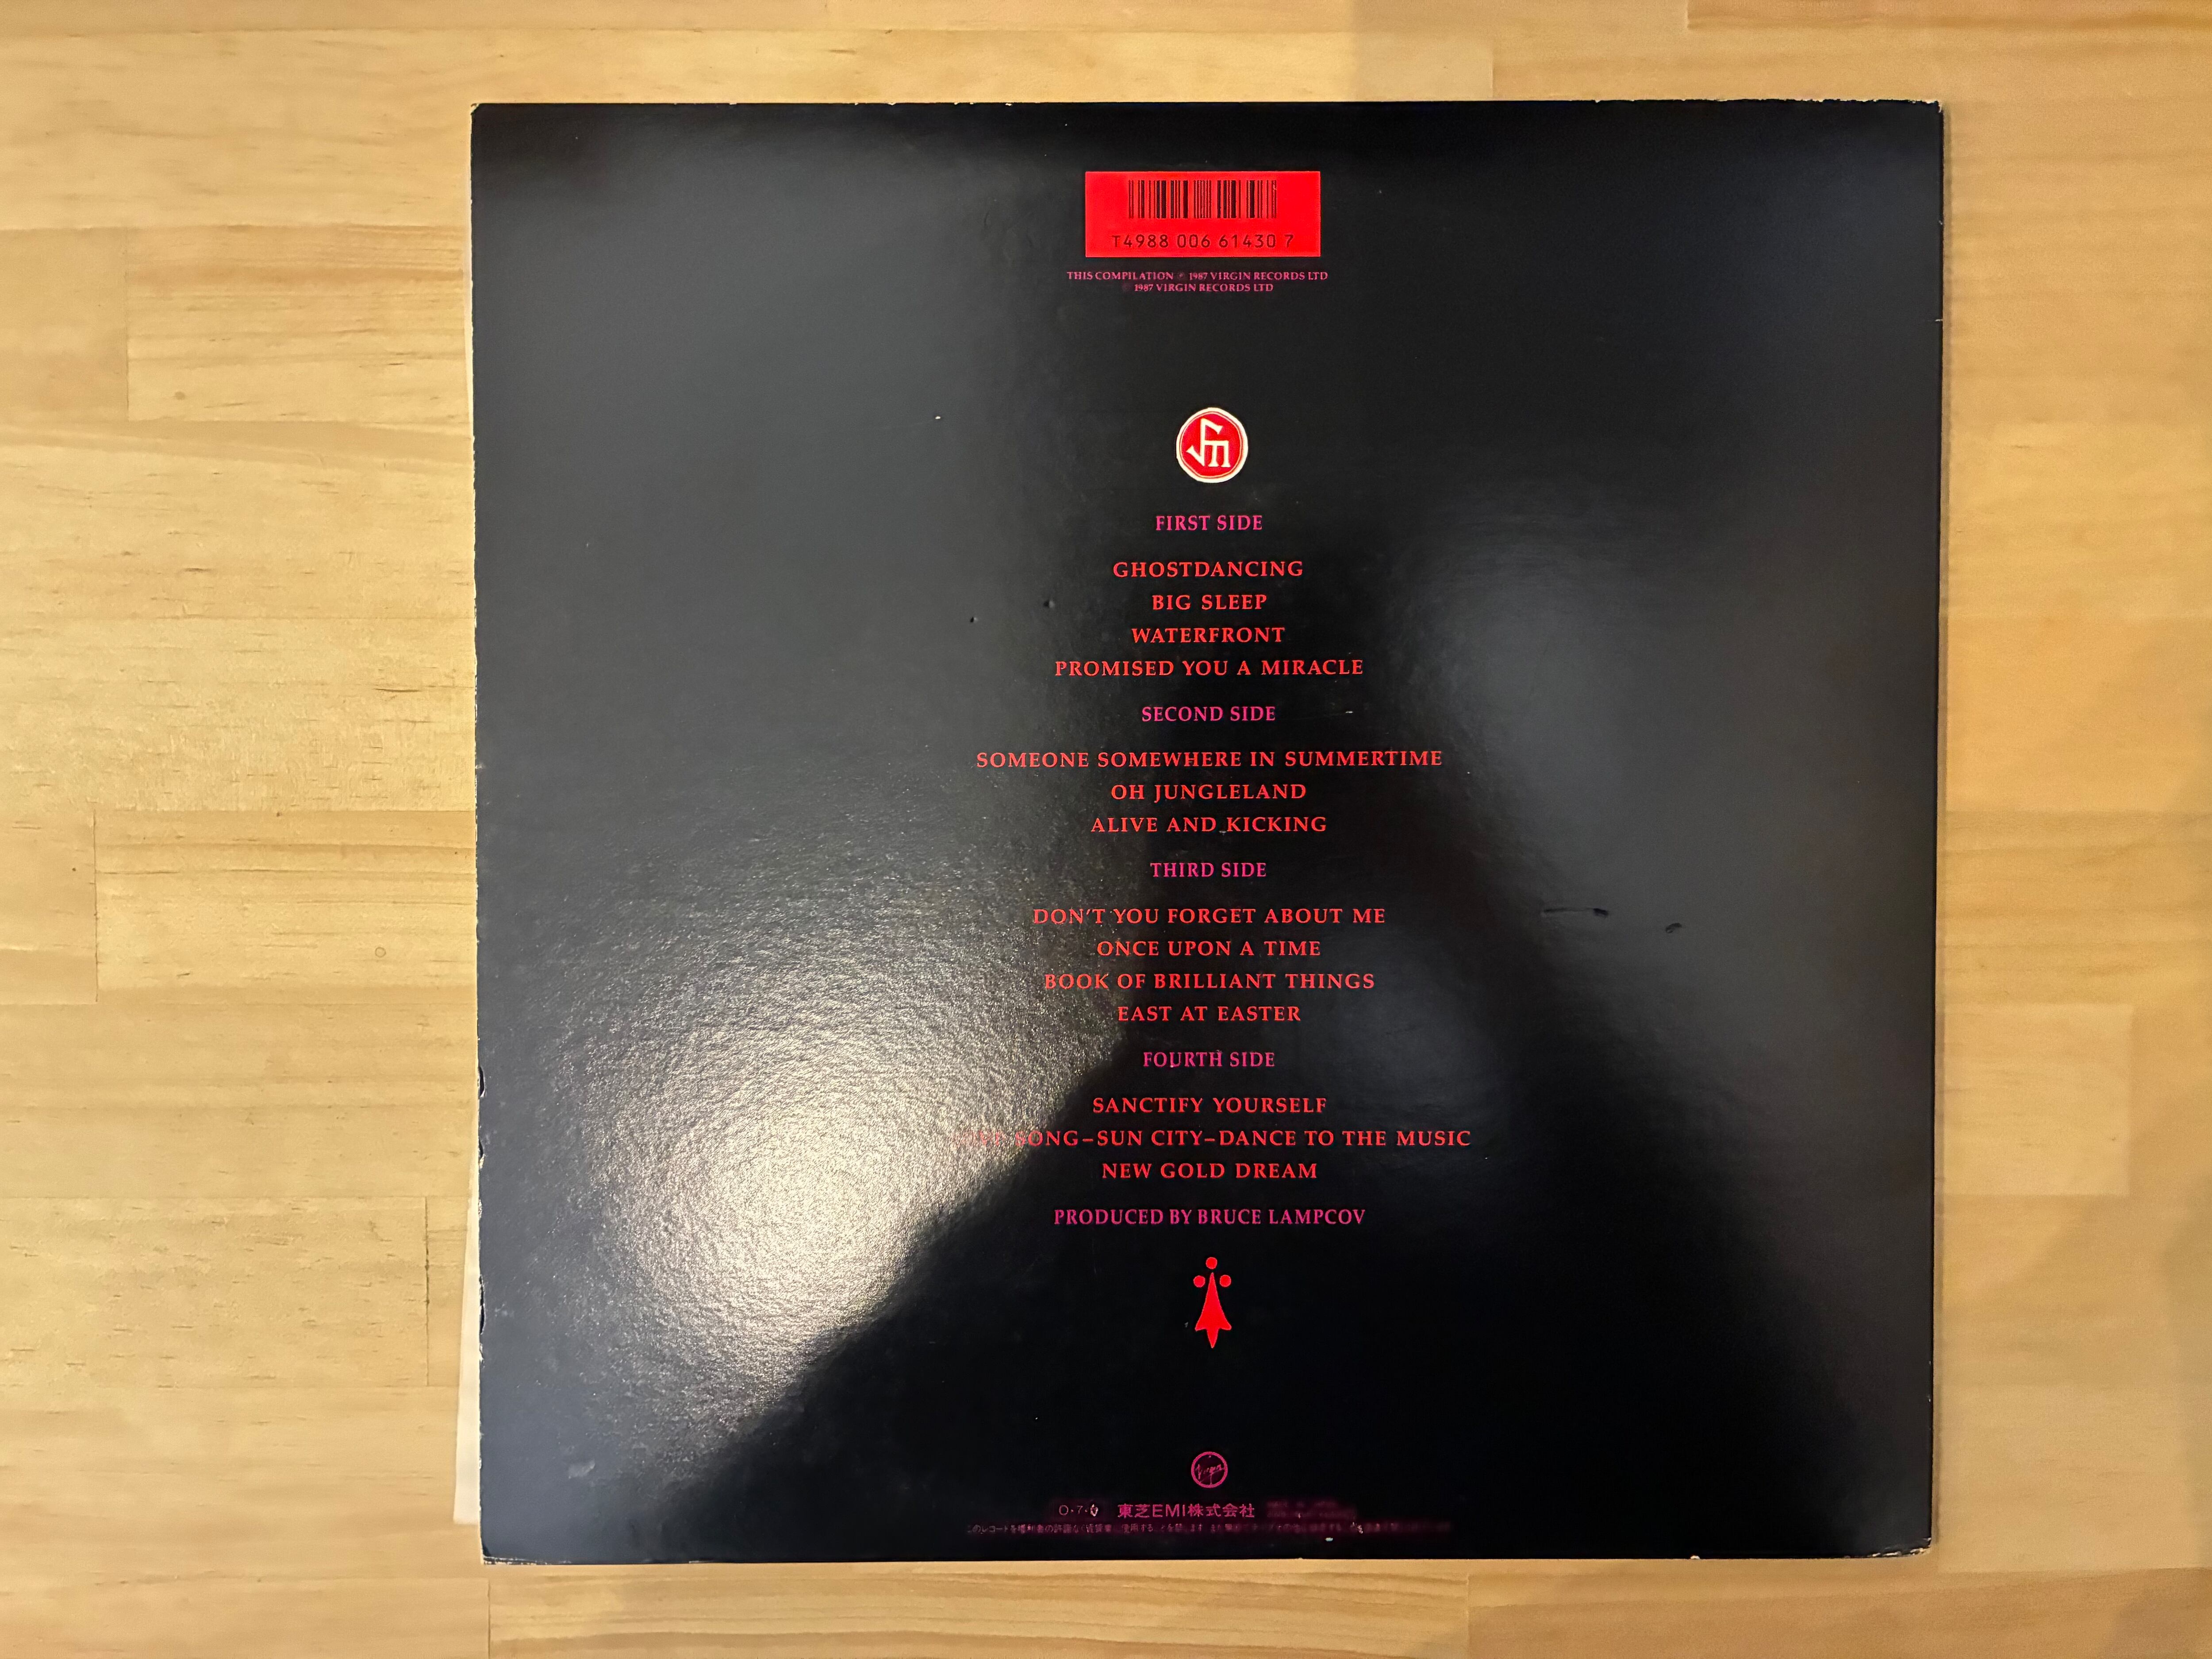 T4988 006 61430 7
THIS COMPILATION ℗ 1987 VIRGIN RECORDS LTD
© 1987 VIRGIN RECORDS LTD
FIRST SIDE
GHOSTDANCING
BIG SLEEP
WATERFRONT
PROMISED YOU A MIRACLE
SECOND SIDE
SOMEONE SOMEWHERE IN SUMMERTIME
OH JUNGLELAND
ALIVE AND KICKING
THIRD SIDE
DON'T YOU FORGET ABOUT ME
ONCE UPON A TIME
BOOK OF BRILLIANT THINGS
EAST AT EASTER
FOURTH SIDE
SANCTIFY YOURSELF
SONG–SUN CITY–DANCE TO THE MUSIC
NEW GOLD DREAM
PRODUCED BY BRUCE LAMPCOV
Virgin
東芝EMI株式会社